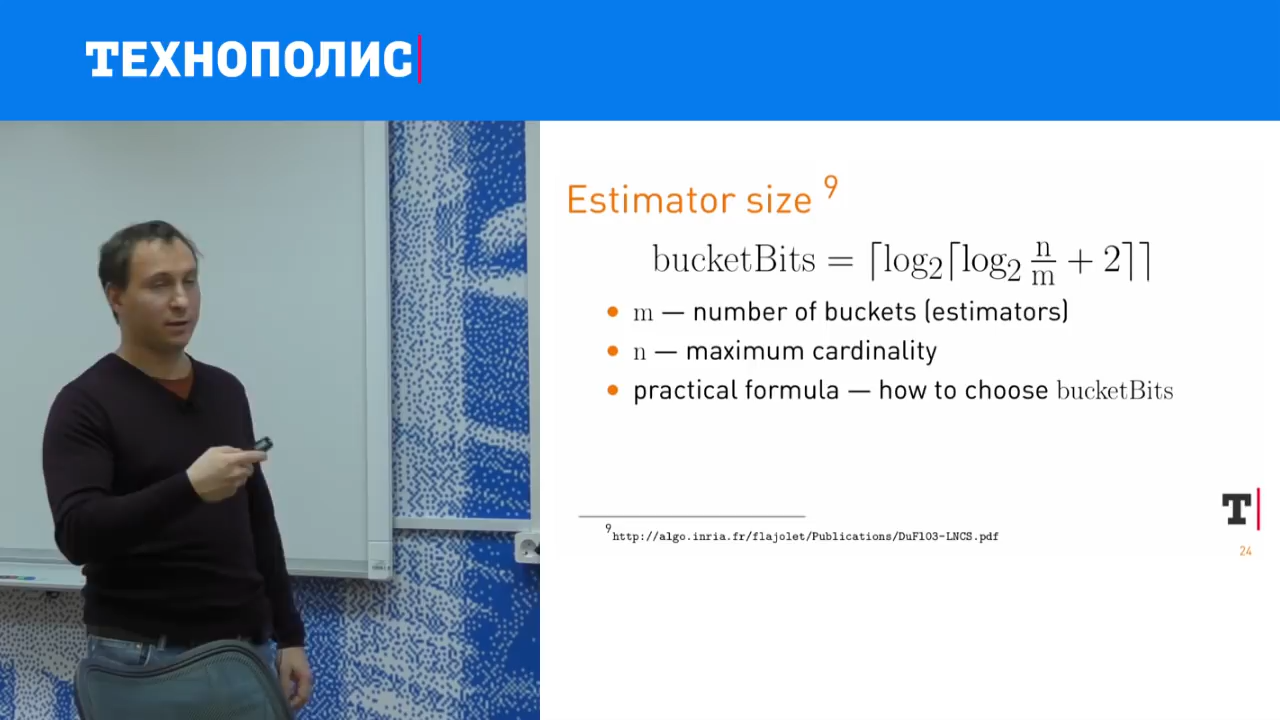 ТЕХНОПОЛИС
Estimator size 9
bucketBits = ⌈log₂⌈log₂ n/m + 2⌉⌉
• m — number of buckets (estimators)
• n — maximum cardinality
• practical formula — how to choose bucketBits
T
9 http://algo.inria.fr/flajolet/Publications/DuFl03-LNCS.pdf
24